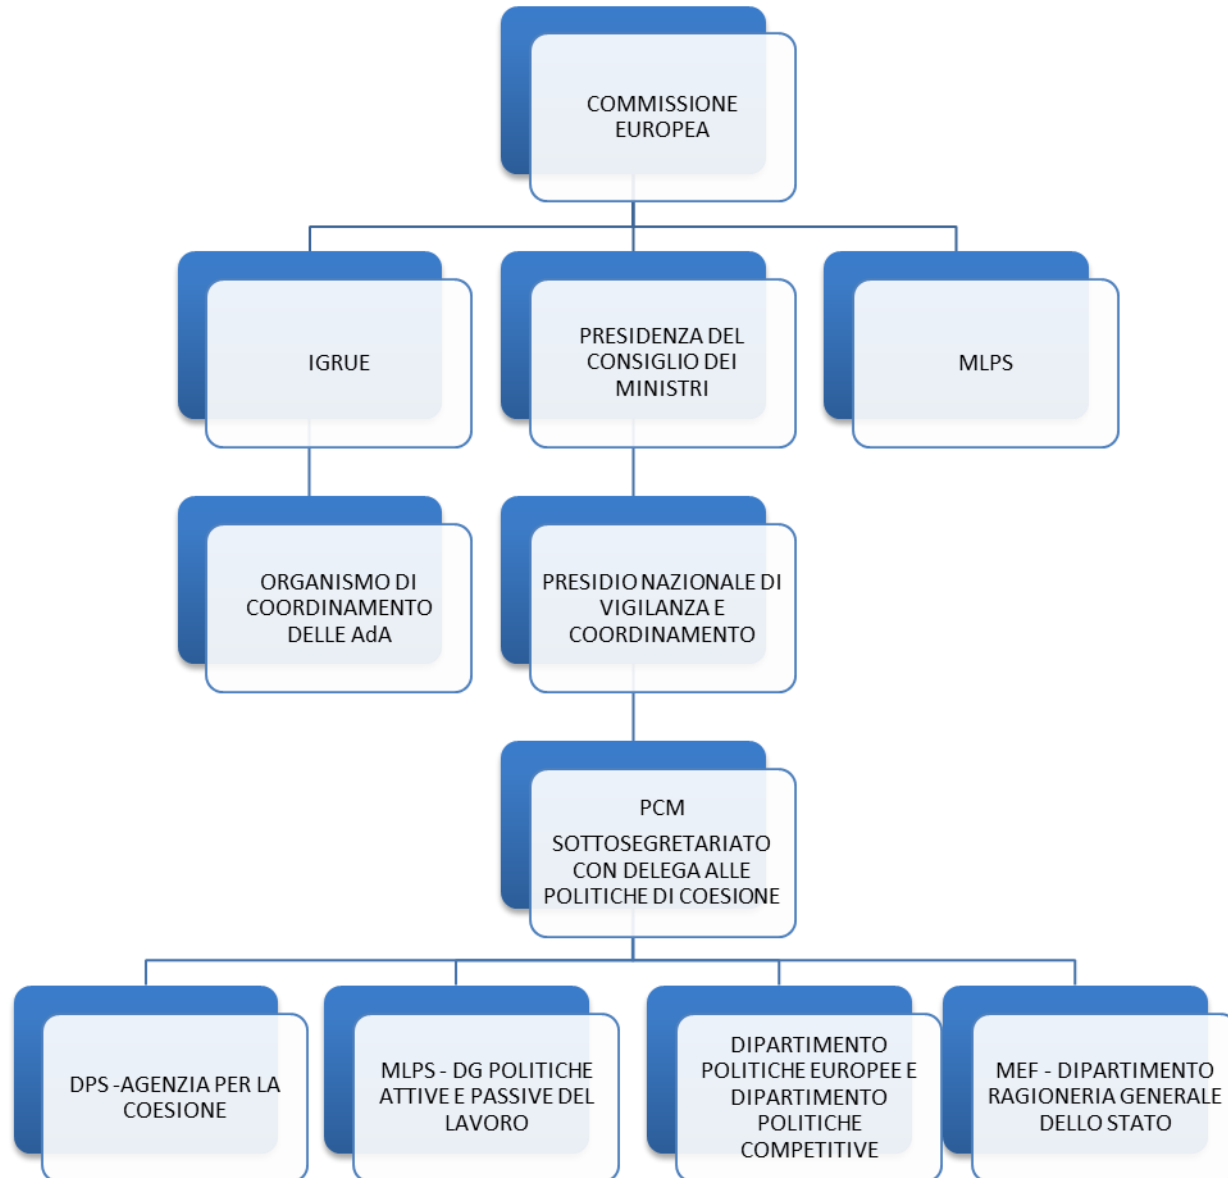 COMMISSIONE
EUROPEA
IGRUE
PRESIDENZA DEL
CONSIGLIO DEI
MINISTRI
MLPS
ORGANISMO DI
COORDINAMENTO
DELLE AdA
PRESIDIO NAZIONALE DI
VIGILANZA E
COORDINAMENTO
PCM
SOTTOSEGRETARIATO
CON DELEGA ALLE
POLITICHE DI COESIONE
DPS -AGENZIA PER LA
COESIONE
MLPS - DG POLITICHE
ATTIVE E PASSIVE DEL
LAVORO
DIPARTIMENTO
POLITICHE EUROPEE E
DIPARTIMENTO
POLITICHE
COMPETITIVE
MEF - DIPARTIMENTO
RAGIONERIA GENERALE
DELLO STATO